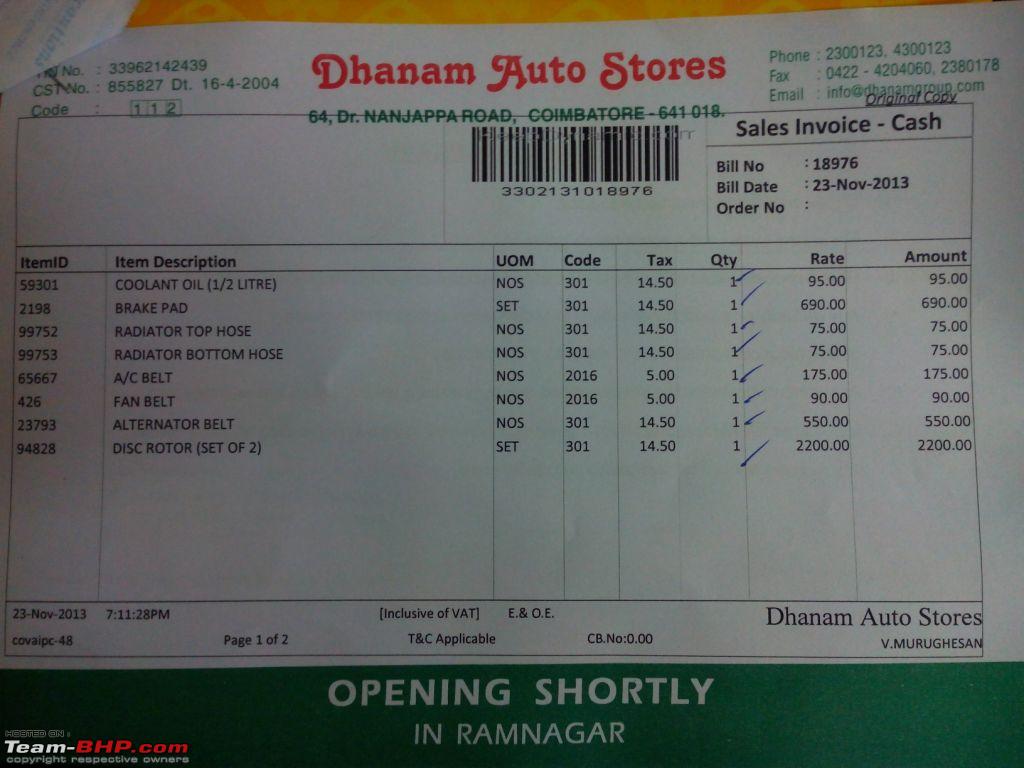 TIN No. : 33962142439
CST No. : 855827 Dt. 16-4-2004
Code : 112
Dhanam Auto Stores
64, Dr. NANJAPPA ROAD, COIMBATORE - 641 018.
Phone : 2300123, 4300123
Fax : 0422 - 4204060, 2380178
Email : info@dhanamgroup.com
Original Copy
Sales Invoice - Cash
3302131018976
Bill No : 18976
Bill Date : 23-Nov-2013
Order No :
ItemID Item Description UOM Code Tax Qty Rate Amount
59301 COOLANT OIL (1/2 LITRE) NOS 301 14.50 1 95.00 95.00
2198 BRAKE PAD SET 301 14.50 1 690.00 690.00
99752 RADIATOR TOP HOSE NOS 301 14.50 1 75.00 75.00
99753 RADIATOR BOTTOM HOSE NOS 301 14.50 1 75.00 75.00
65667 A/C BELT NOS 2016 5.00 1 175.00 175.00
426 FAN BELT NOS 2016 5.00 1 90.00 90.00
23793 ALTERNATOR BELT NOS 301 14.50 1 550.00 550.00
94828 DISC ROTOR (SET OF 2) SET 301 14.50 1 2200.00 2200.00
23-Nov-2013 7:11:28PM [Inclusive of VAT] E.& O.E. Dhanam Auto Stores
covaipc-48 Page 1 of 2 T&C Applicable CB.No:0.00 V.MURUGHESAN
OPENING SHORTLY
IN RAMNAGAR
HOSTED ON :
Team-BHP.com
copyright respective owners